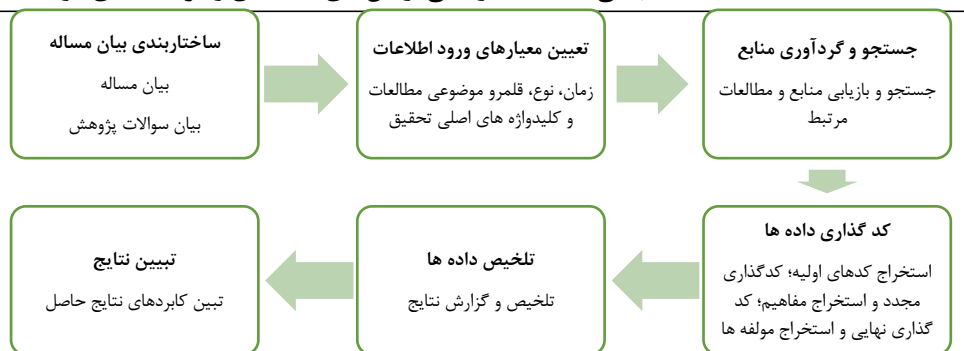 ساختاربندی بیان مساله
بیان مساله
بیان سوالات پژوهش
تعیین معیارهای ورود اطلاعات
زمان، نوع، قلمرو موضوعی مطالعات
و کلیدواژه های اصلی تحقیق
جستجو و گردآوری منابع
جستجو و بازیابی منابع و مطالعات
مرتبط
کد گذاری داده ها
استخراج کدهای اولیه؛ کدگذاری
مجدد و استخراج مفاهیم؛ کد
گذاری نهایی و استخراج مولفه ها
تلخیص داده ها
تلخیص و گزارش نتایج
تبیین نتایج
تبین کابردهای نتایج حاصل